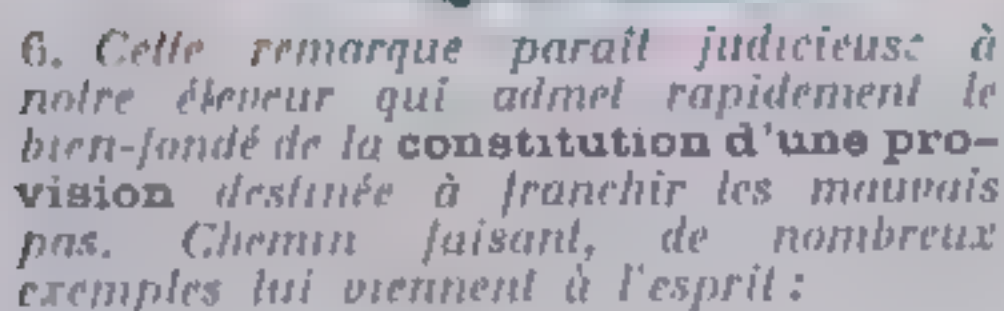 6. Cette remarque paraît judicieuse à
notre éleveur qui admet rapidement le
bien-fondé de la constitution d'une pro-
vision destinée à franchir les mauvais
pas. Chemin faisant, de nombreux
exemples lui viennent à l'esprit :